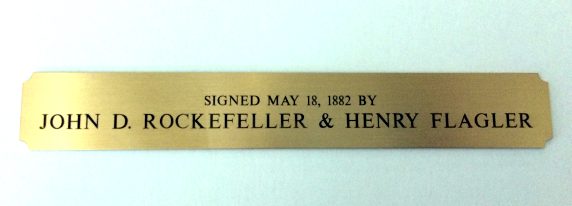 SIGNED MAY 18, 1882 BY
JOHN D. ROCKEFELLER & HENRY FLAGLER